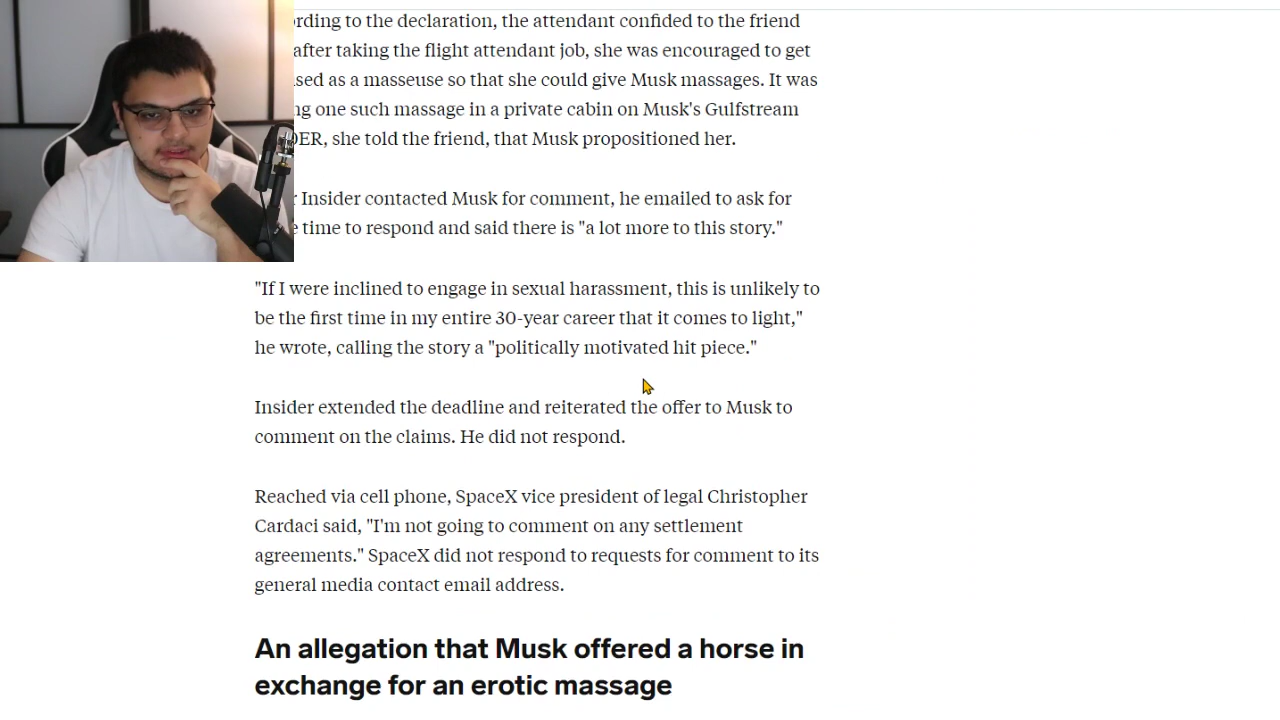 to the declaration, the attendant confided to the friend
after taking the flight attendant job, she was encouraged to get
as a masseuse so that she could give Musk massages. It was
one such massage in a private cabin on Musk's Gulfstream
she told the friend, that Musk propositioned her.
Insider contacted Musk for comment, he emailed to ask for
time to respond and said there is "a lot more to this story."
"If I were inclined to engage in sexual harassment, this is unlikely to
be the first time in my entire 30-year career that it comes to light,"
he wrote, calling the story a "politically motivated hit piece."
Insider extended the deadline and reiterated the offer to Musk to
comment on the claims. He did not respond.
Reached via cell phone, SpaceX vice president of legal Christopher
Cardaci said, "I'm not going to comment on any settlement
agreements." SpaceX did not respond to requests for comment to its
general media contact email address.
An allegation that Musk offered a horse in
exchange for an erotic massage